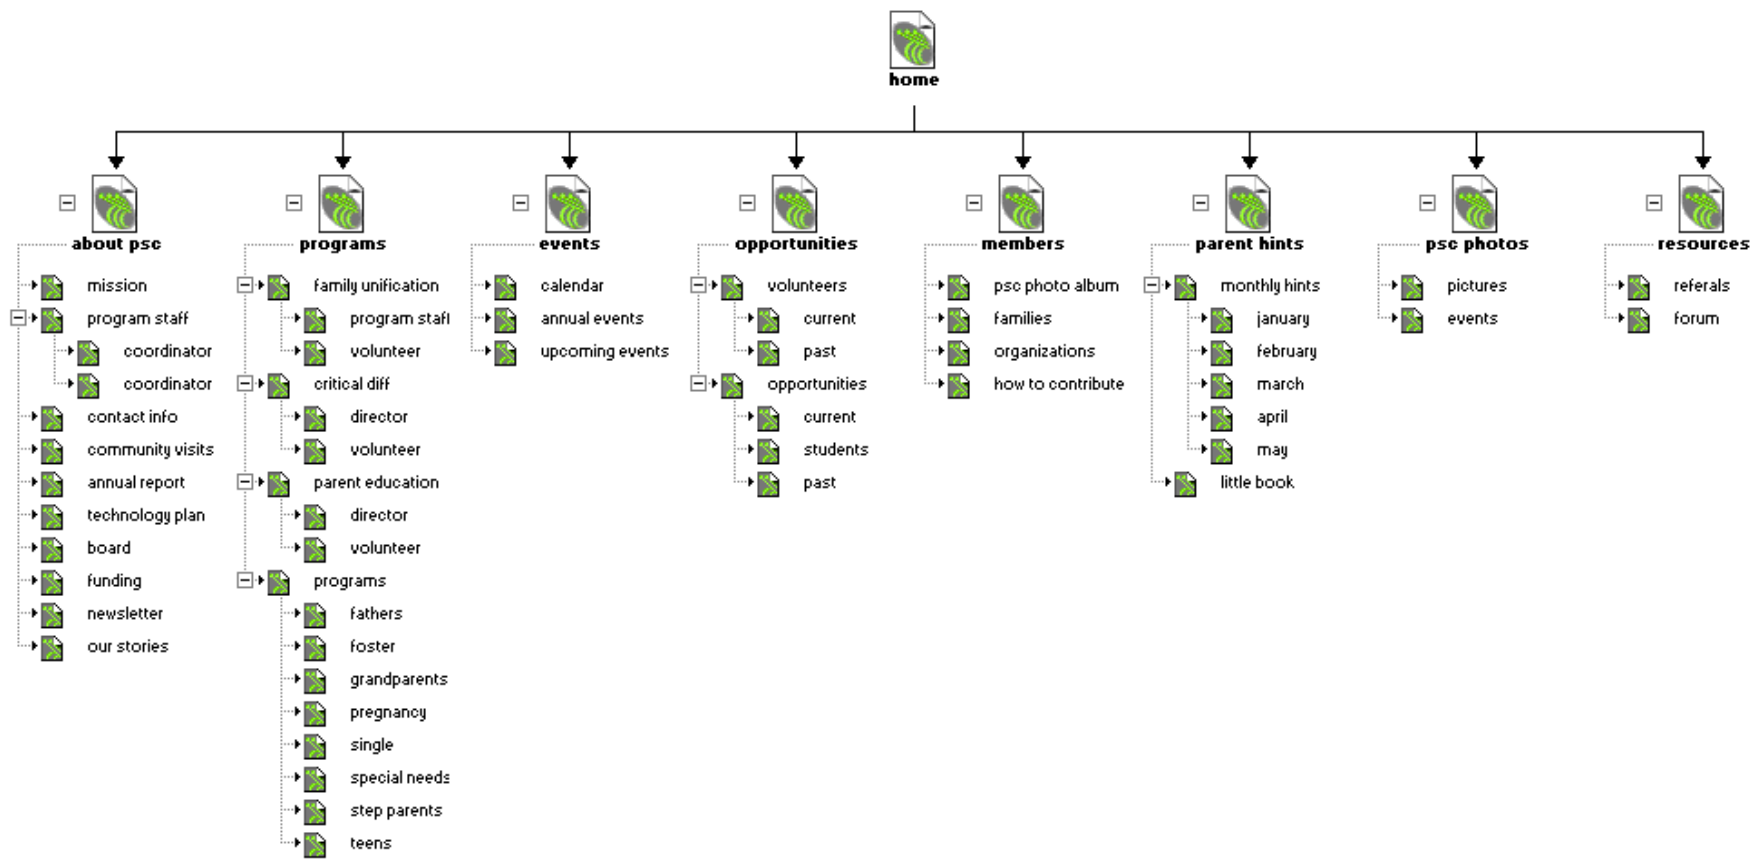 home
about psc
mission
program staff
coordinator
coordinator
contact info
community visits
annual report
technology plan
board
funding
newsletter
our stories
programs
family unification
program staff
volunteer
critical diff
director
volunteer
parent education
director
volunteer
programs
fathers
foster
grandparents
pregnancy
single
special needs
step parents
teens
events
calendar
annual events
upcoming events
opportunities
volunteers
current
past
opportunities
current
students
past
members
psc photo album
families
organizations
how to contribute
parent hints
monthly hints
january
february
march
april
may
little book
psc photos
pictures
events
resources
referals
forum